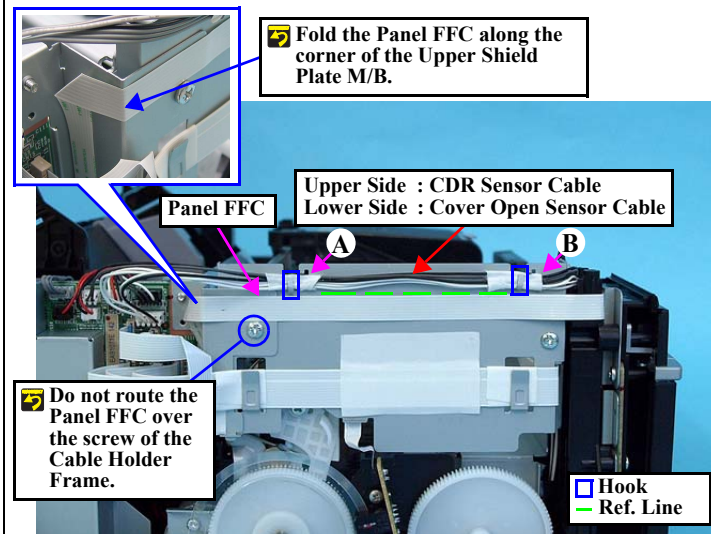 Fold the Panel FFC along the
corner of the Upper Shield
Plate M/B.
Upper Side : CDR Sensor Cable
Lower Side : Cover Open Sensor Cable
Panel FFC
A
B
Do not route the
Panel FFC over
the screw of the
Cable Holder
Frame.
Hook
Ref. Line